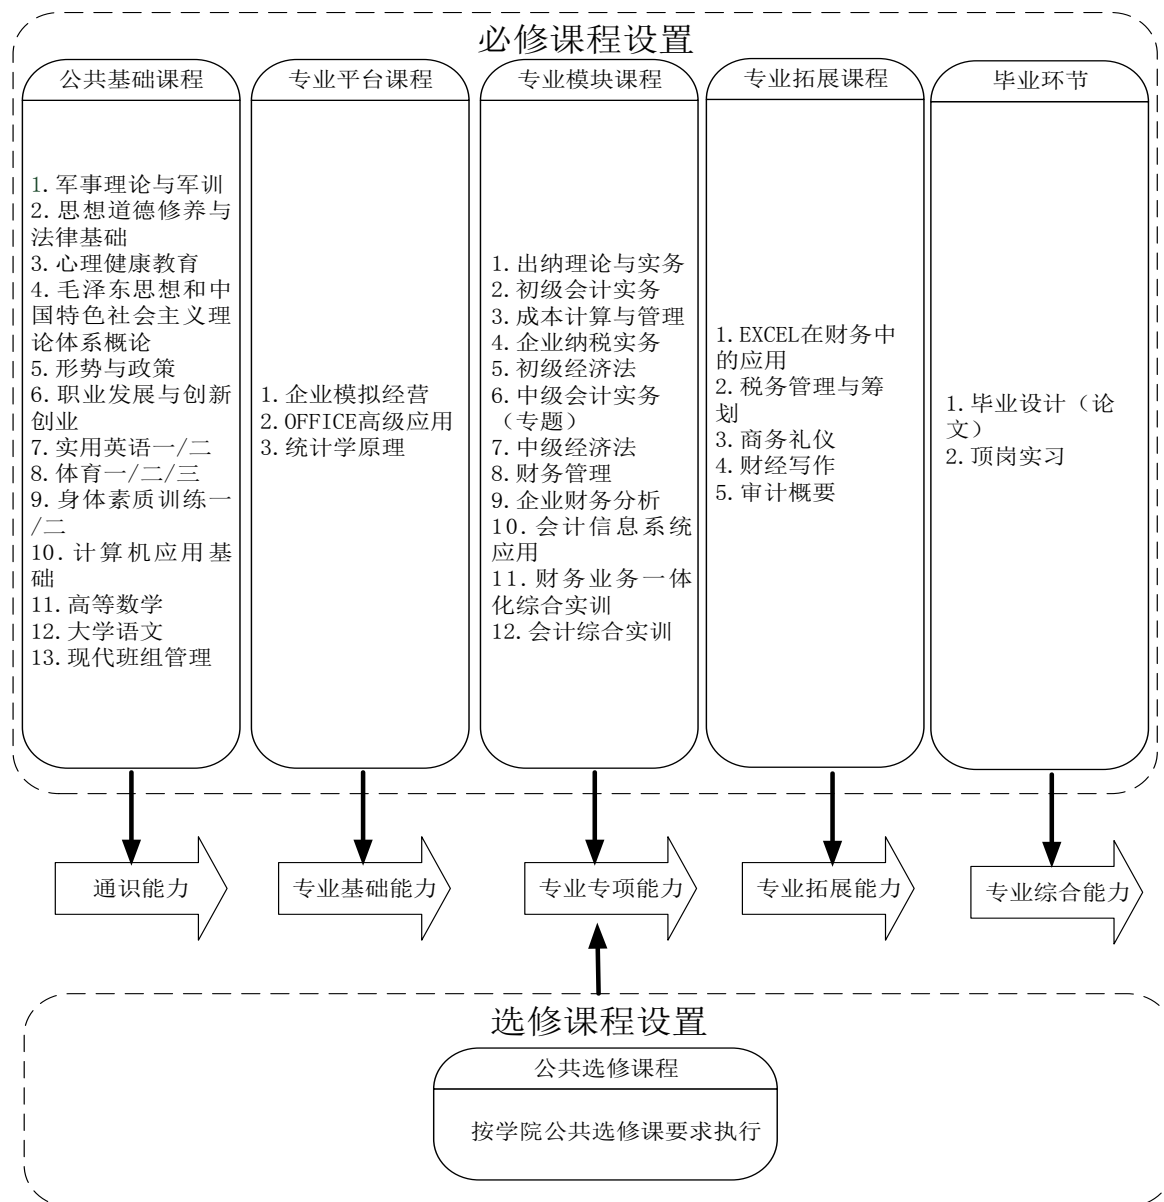 必修课程设置
公共基础课程
1.军事理论与军训
2.思想道德修养与
法律基础
3.心理健康教育
4.毛泽东思想和中
国特色社会主义理
论体系概论
5.形势与政策
6.职业发展与创新
创业
7.实用英语一/二
8.体育一/二/三
9.身体素质训练一
/二
10.计算机应用基
础
11.高等数学
12.大学语文
13.现代班组管理
专业平台课程
1.企业模拟经营
2.OFFICE高级应用
3.统计学原理
专业模块课程
1.出纳理论与实务
2.初级会计实务
3.成本计算与管理
4.企业纳税实务
5.初级经济法
6.中级会计实务
（专题）
7.中级经济法
8.财务管理
9.企业财务分析
10.会计信息系统
应用
11.财务业务一体
化综合实训
12.会计综合实训
专业拓展课程
1.EXCEL在财务中
的应用
2.税务管理与筹
划
3.商务礼仪
4.财经写作
5.审计概要
毕业环节
1.毕业设计（论
文）
2.顶岗实习
通识能力
专业基础能力
专业专项能力
专业拓展能力
专业综合能力
选修课程设置
公共选修课程
按学院公共选修课要求执行